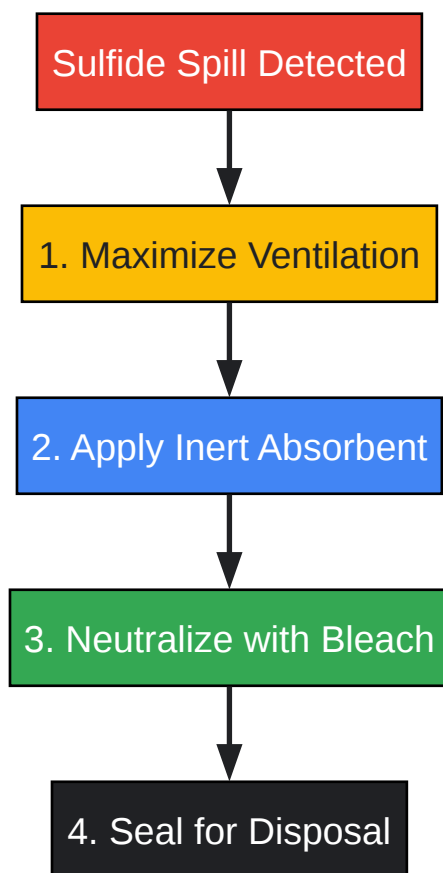 Sulfide Spill Detected
1. Maximize Ventilation
2. Apply Inert Absorbent
3. Neutralize with Bleach
4. Seal for Disposal